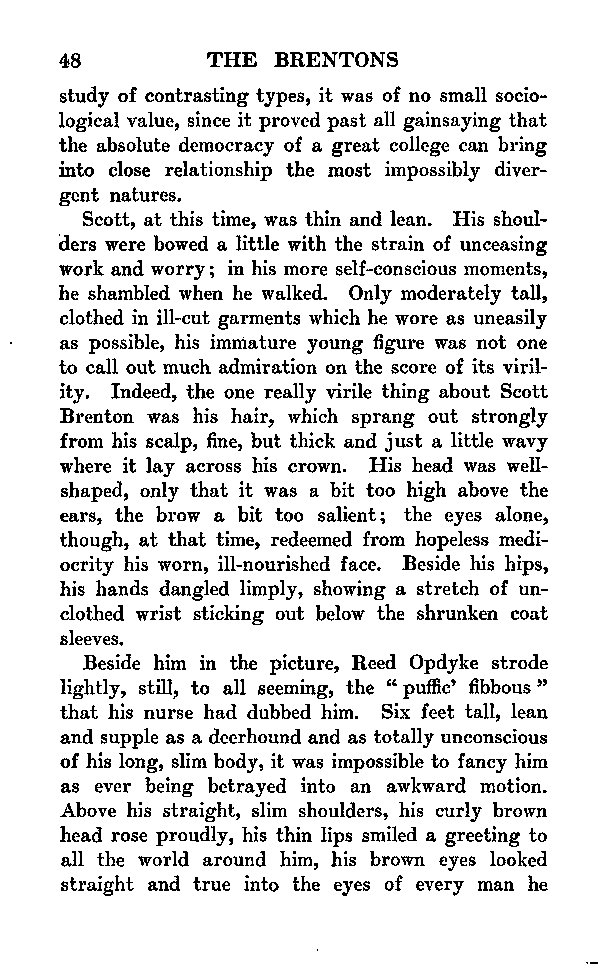 48 THE BRENTONS
study of contrasting types, it was of no small socio-
logical value, since it proved past all gainsaying that
the absolute democracy of a great college can bring
into close relationship the most impossibly diver-
gent natures.
Scott, at this time, was thin and lean. His shoul-
ders were bowed a little with the strain of unceasing
work and worry; in his more self-conscious moments,
he shambled when he walked. Only moderately tall,
clothed in ill-cut garments which he wore as uneasily
as possible, his immature young figure was not one
to call out much admiration on the score of its viril-
ity. Indeed, the one really virile thing about Scott
Brenton was his hair, which sprang out strongly
from his scalp, fine, but thick and just a little wavy
where it lay across his crown. His head was well-
shaped, only that it was a bit too high above the
ears, the brow a bit too salient; the eyes alone,
though, at that time, redeemed from hopeless medi-
ocrity his worn, ill-nourished face. Beside his hips,
his hands dangled limply, showing a stretch of un-
clothed wrist sticking out below the shrunken coat
sleeves.
Beside him in the picture, Reed Opdyke strode
lightly, still, to all seeming, the “ puffic’ fibbous ”
that his nurse had dubbed him. Six feet tall, lean
and supple as a deerhound and as totally unconscious
of his long, slim body, it was impossible to fancy him
as ever being betrayed into an awkward motion.
Above his straight, slim shoulders, his curly brown
head rose proudly, his thin lips smiled a greeting to
all the world around him, his brown eyes looked
straight and true into the eyes of every man he